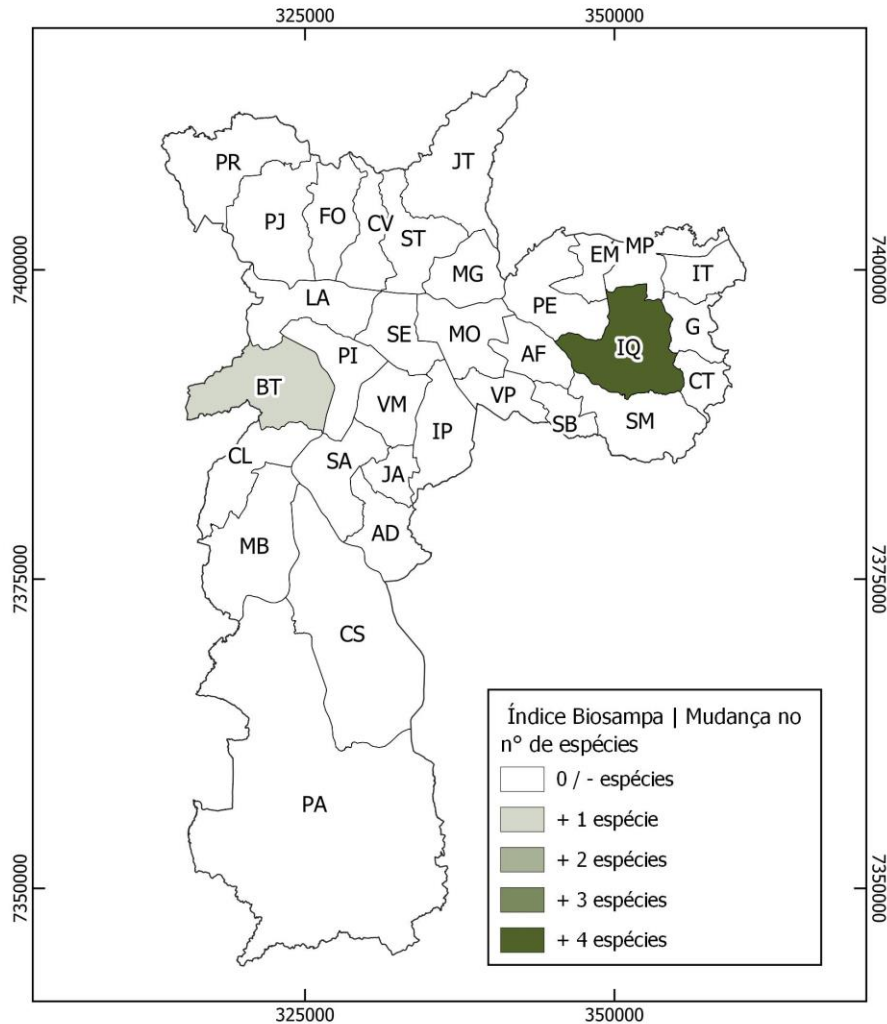 325000
350000
PR
JT
PJ
FO
CV
ST
MG
EM
MP
IT
7400000
7400000
LA
SE
MO
PE
G
AF
IQ
PI
BT
VM
VP
CT
SB
SM
IP
CL
SA
JA
MB
AD
7375000
7375000
CS
PA
Índice Biosampa | Mudança no
n° de espécies
0 / - espécies
+ 1 espécie
+ 2 espécies
+ 3 espécies
+ 4 espécies
7350000
7350000
325000
350000